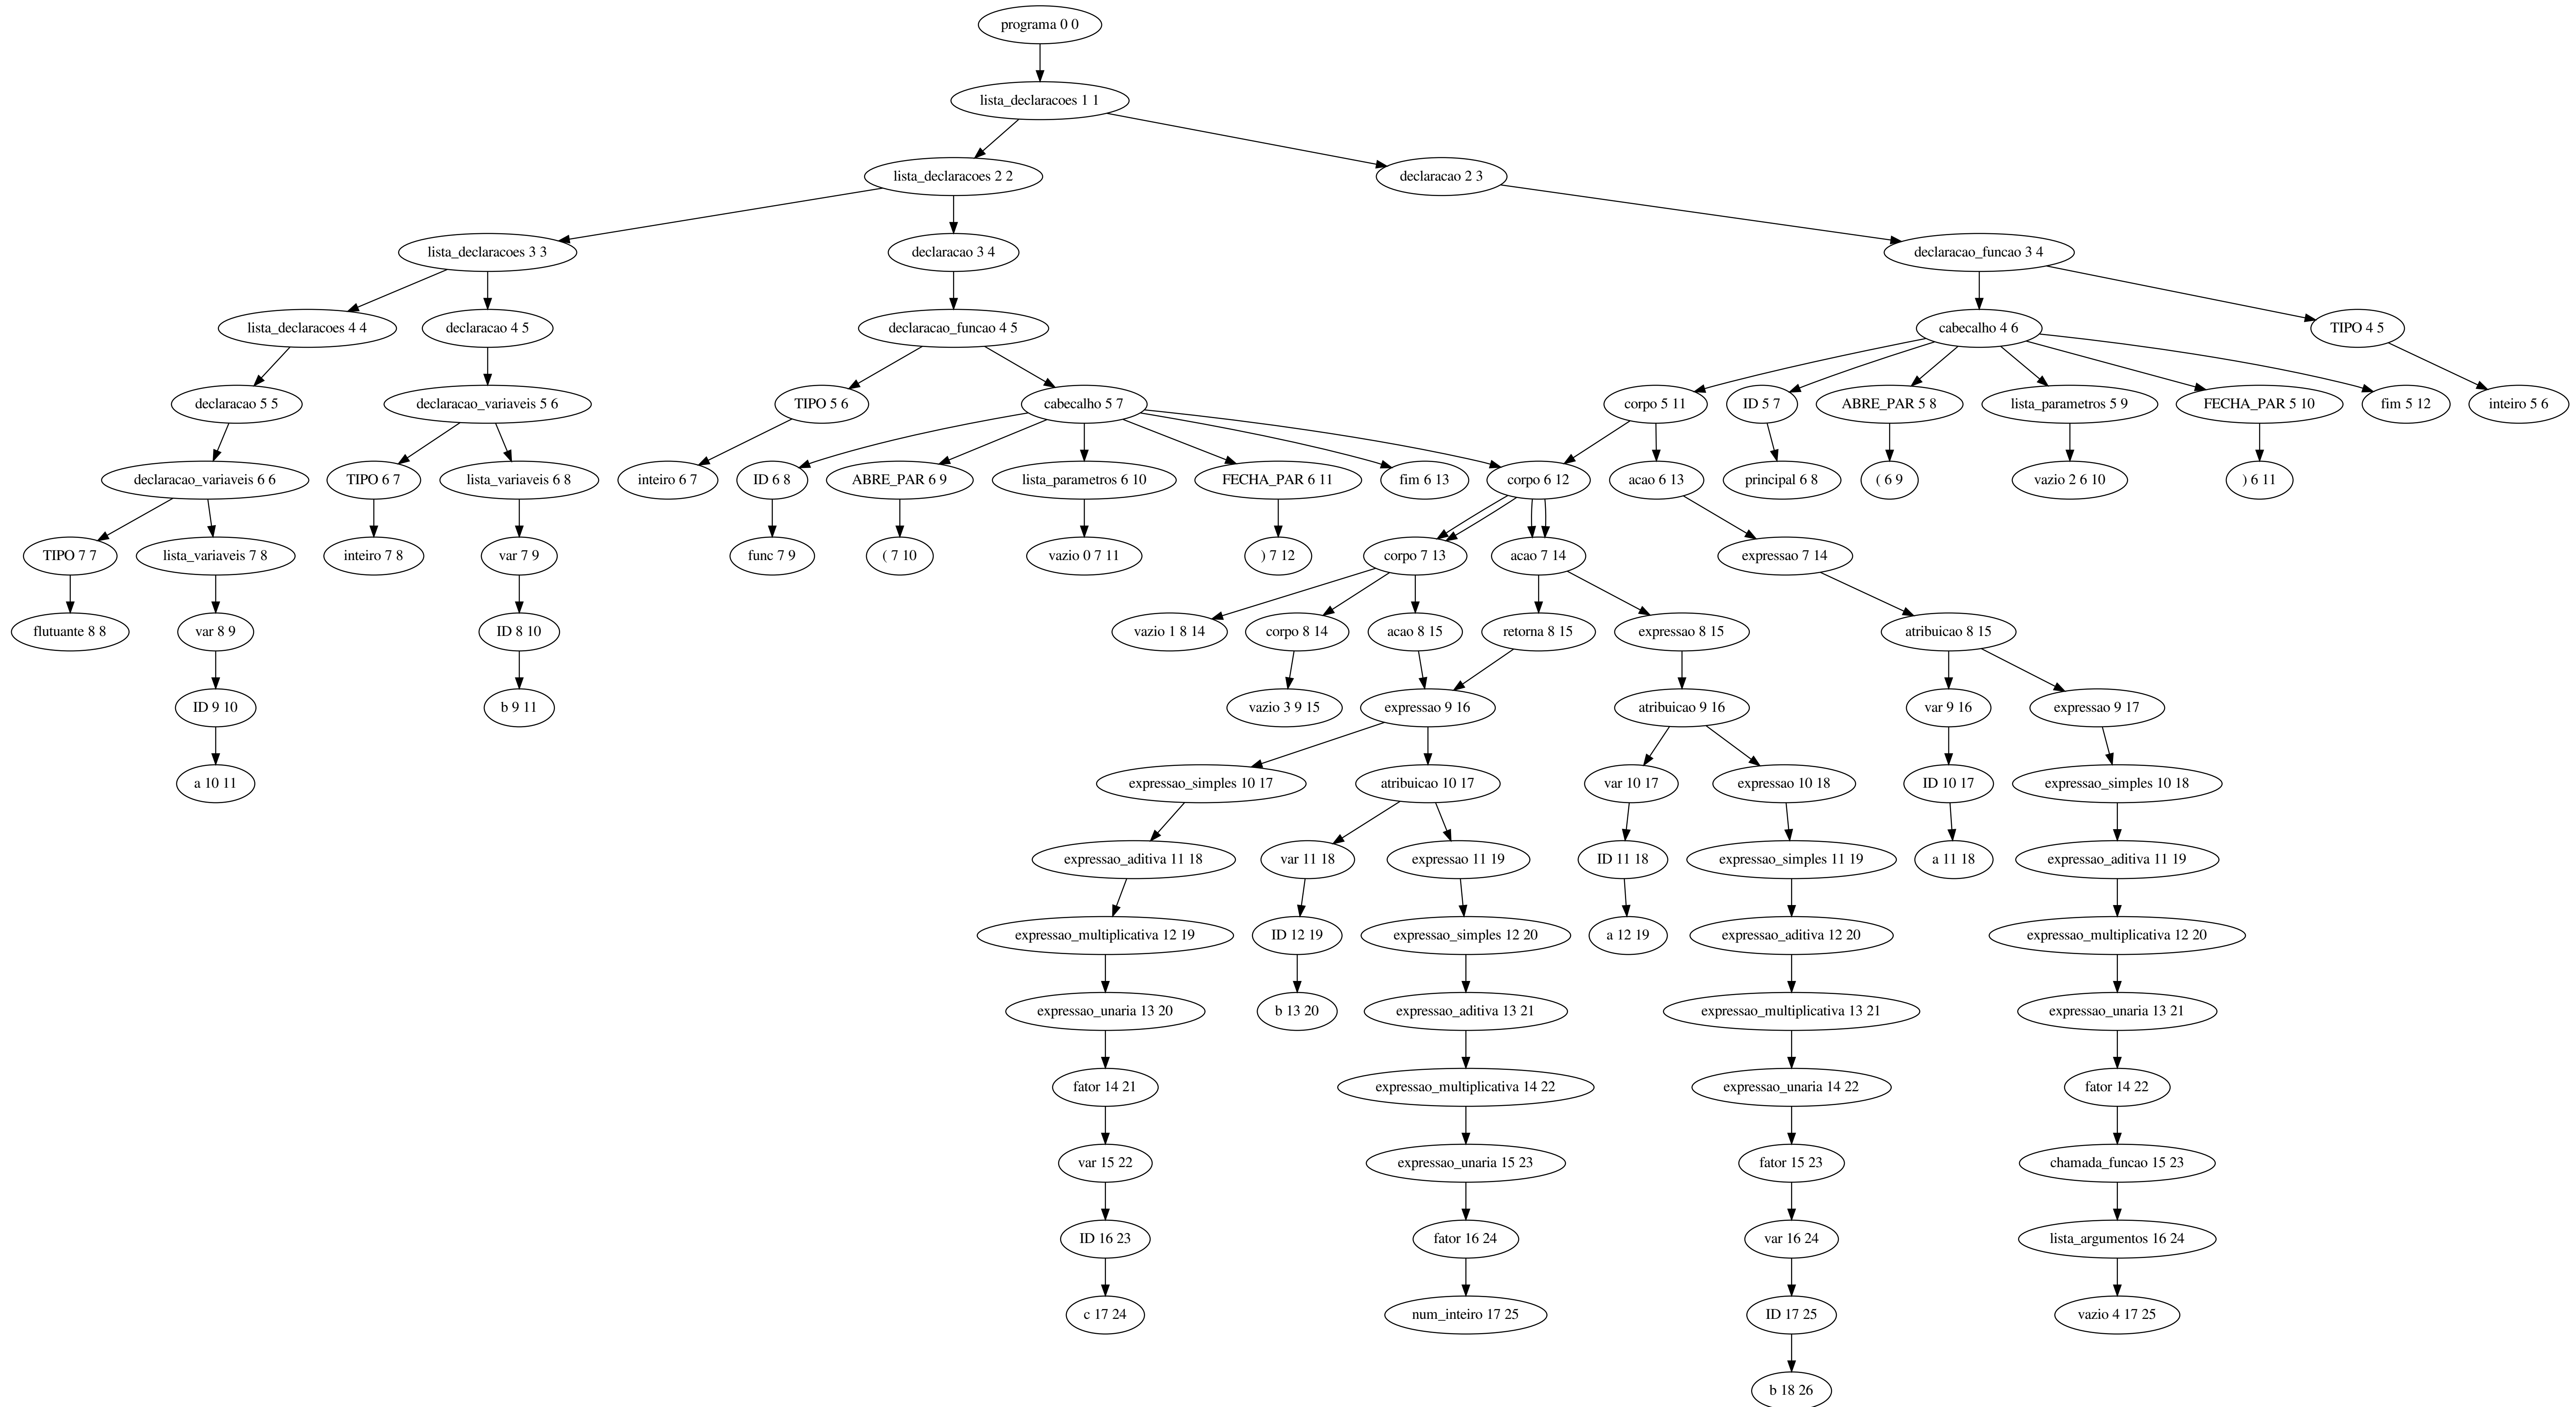 programa 0 0
lista_declaracoes 1 1
lista_declaracoes 2 2
declaracao 2 3
lista_declaracoes 3 3
declaracao 3 4
declaracao_funcao 3 4
lista_declaracoes 4 4
declaracao 4 5
declaracao_funcao 4 5
cabecalho 4 6
TIPO 4 5
declaracao 5 5
declaracao_variaveis 5 6
TIPO 5 6
cabecalho 5 7
corpo 5 11
ID 5 7
ABRE_PAR 5 8
lista_parametros 5 9
FECHA_PAR 5 10
fim 5 12
inteiro 5 6
declaracao_variaveis 6 6
TIPO 6 7
lista_variaveis 6 8
inteiro 6 7
ID 6 8
ABRE_PAR 6 9
lista_parametros 6 10
FECHA_PAR 6 11
fim 6 13
corpo 6 12
acao 6 13
principal 6 8
( 6 9
vazio 2 6 10
) 6 11
TIPO 7 7
lista_variaveis 7 8
inteiro 7 8
var 7 9
func 7 9
( 7 10
vazio 0 7 11
) 7 12
corpo 7 13
acao 7 14
expressao 7 14
flutuante 8 8
var 8 9
ID 8 10
vazio 1 8 14
corpo 8 14
acao 8 15
retorna 8 15
expressao 8 15
atribuicao 8 15
ID 9 10
b 9 11
vazio 3 9 15
expressao 9 16
atribuicao 9 16
var 9 16
expressao 9 17
a 10 11
expressao_simples 10 17
atribuicao 10 17
var 10 17
expressao 10 18
ID 10 17
expressao_simples 10 18
expressao_aditiva 11 18
var 11 18
expressao 11 19
ID 11 18
expressao_simples 11 19
a 11 18
expressao_aditiva 11 19
expressao_multiplicativa 12 19
ID 12 19
expressao_simples 12 20
a 12 19
expressao_aditiva 12 20
expressao_multiplicativa 12 20
expressao_unaria 13 20
b 13 20
expressao_aditiva 13 21
expressao_multiplicativa 13 21
expressao_unaria 13 21
fator 14 21
expressao_multiplicativa 14 22
expressao_unaria 14 22
fator 14 22
var 15 22
expressao_unaria 15 23
fator 15 23
chamada_funcao 15 23
ID 16 23
fator 16 24
var 16 24
lista_argumentos 16 24
c 17 24
num_inteiro 17 25
ID 17 25
vazio 4 17 25
b 18 26